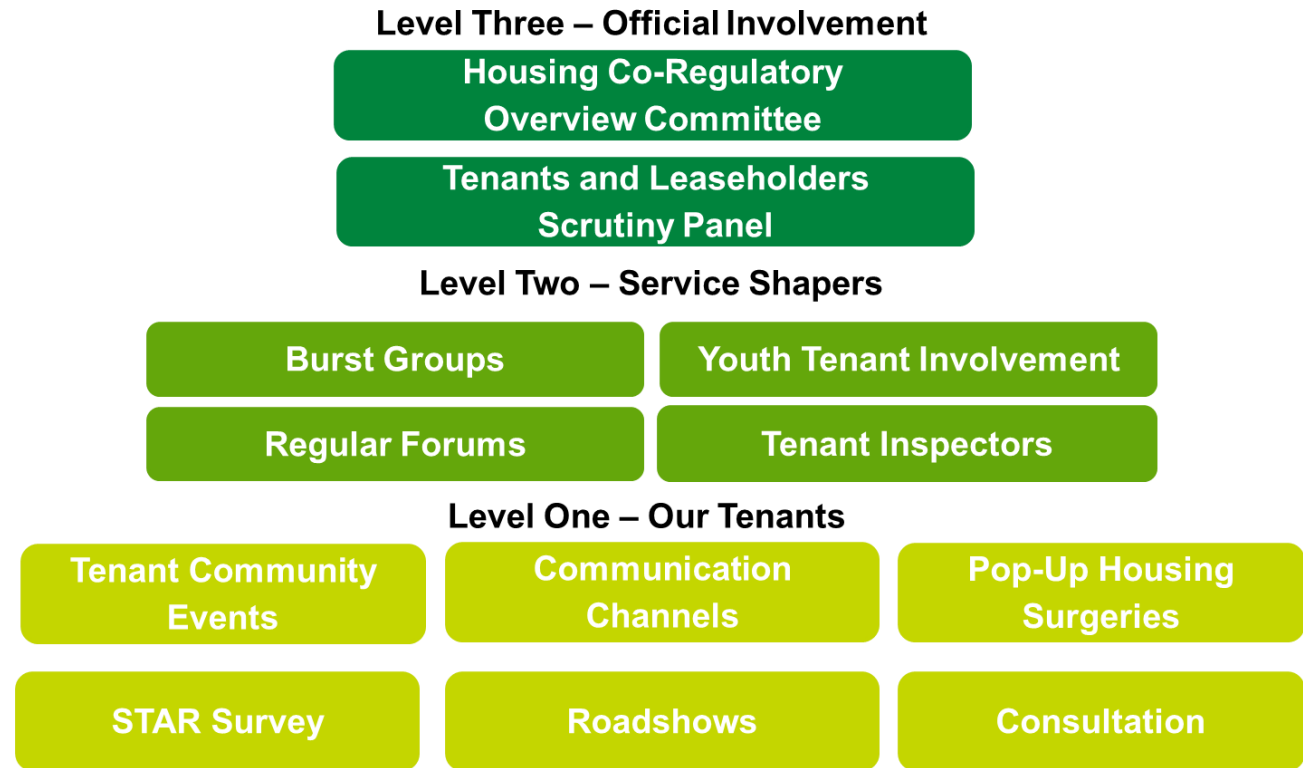 Level Three – Official Involvement
Housing Co-Regulatory
Overview Committee
Tenants and Leaseholders
Scrutiny Panel
Level Two – Service Shapers
Burst Groups
Youth Tenant Involvement
Regular Forums
Tenant Inspectors
Level One – Our Tenants
Tenant Community
Events
Communication
Channels
Pop-Up Housing
Surgeries
STAR Survey
Roadshows
Consultation